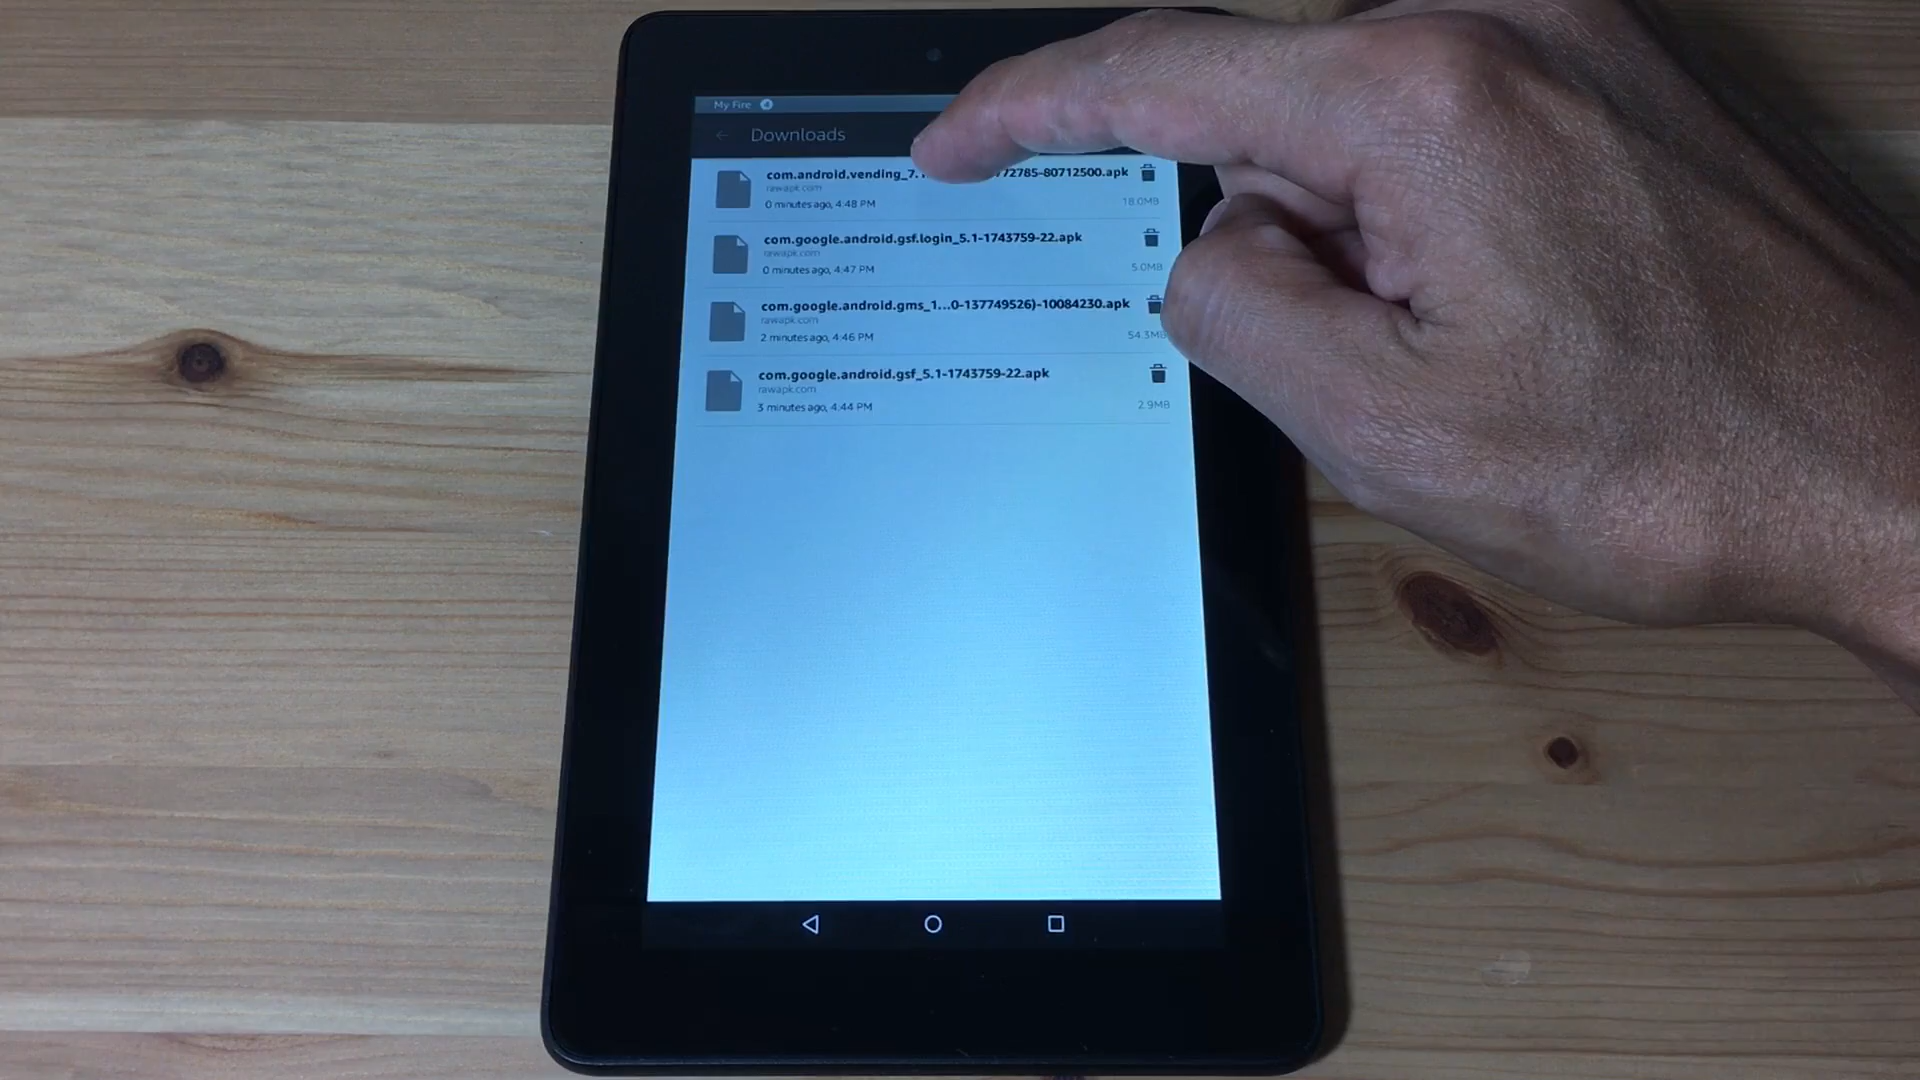 My Fire 4
Downloads
com.android.vending_7. 72785-80712500.apk
rawapk.com
0 minutes ago, 4:48 PM
18.0MB
com.google.android.gsf.login_5.1-1743759-22.apk
rawapk.com
0 minutes ago, 4:47 PM
5.0MB
com.google.android.gms_1...0-137749526)-10084230.apk
rawapk.com
2 minutes ago, 4:46 PM
54.3MB
com.google.android.gsf_5.1-1743759-22.apk
rawapk.com
3 minutes ago, 4:44 PM
2.9MB